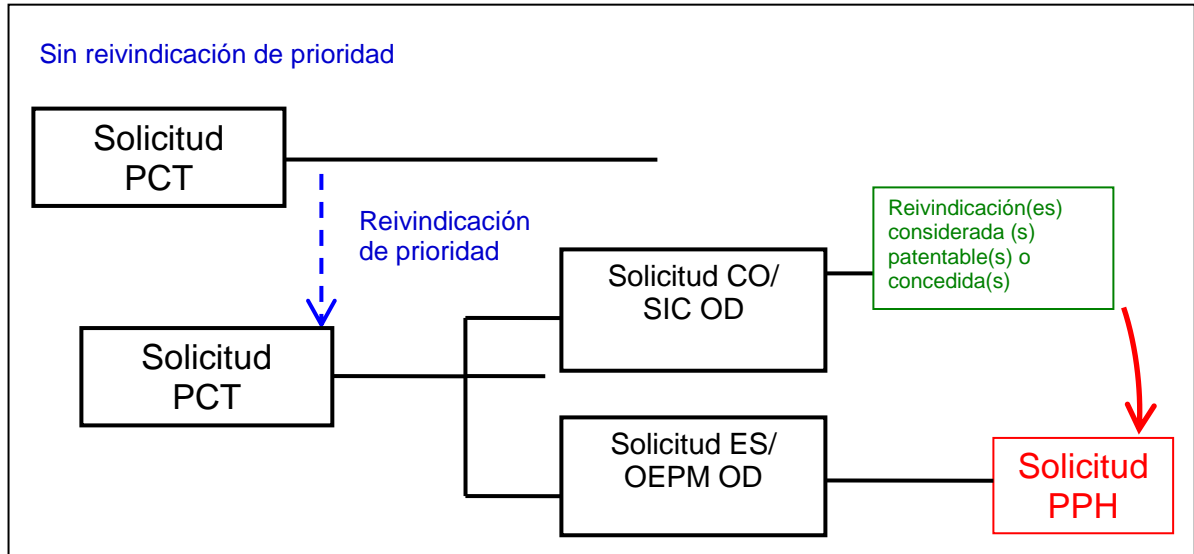 Sin reivindicación de prioridad
Solicitud
PCT
Reivindicación
de prioridad
Reivindicación(es)
considerada (s)
patentable(s) o
concedida(s)
Solicitud CO/
SIC OD
Solicitud
PCT
Solicitud ES/
OEPM OD
Solicitud
PPH